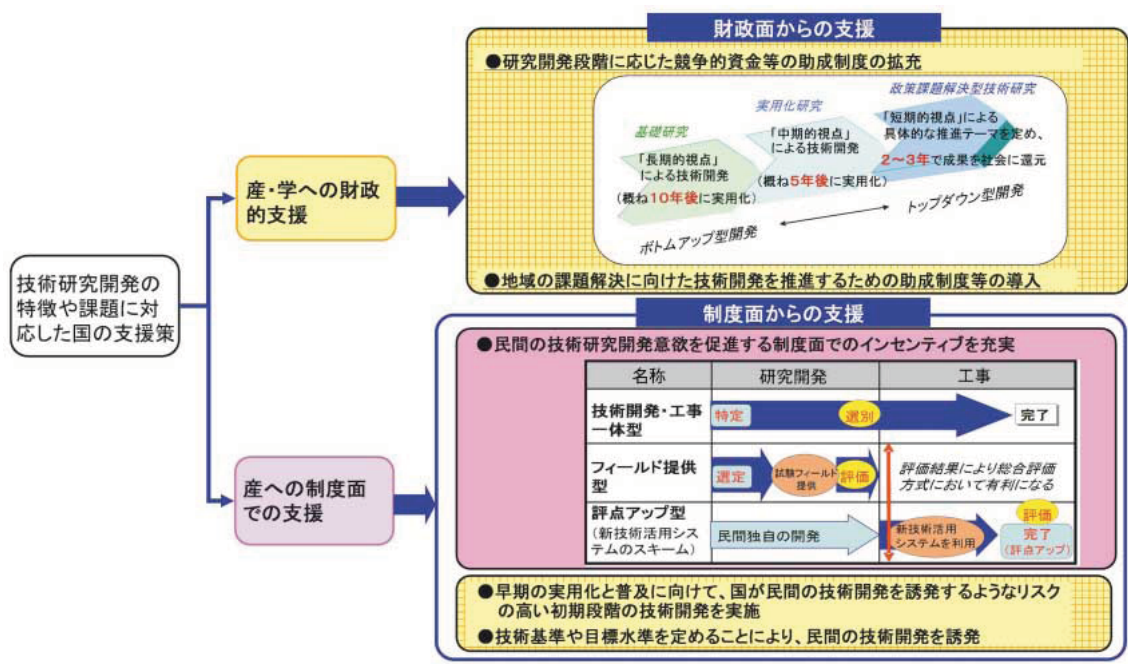 財政面からの支援
●研究開発段階に応じた競争的資金等の助成制度の拡充
基礎研究
「長期的視点」
による技術開発
(概ね10年後に実用化)
実用化研究
「中期的視点」
による技術開発
(概ね5年後に実用化)
政策課題解決型技術研究
「短期的視点」による
具体的な推進テーマを定め、
2～3年で成果を社会に還元
ボトムアップ型開発
トップダウン型開発
●地域の課題解決に向けた技術開発を推進するための助成制度等の導入
産・学への財政
的支援
技術研究開発の
特徴や課題に対
応した国の支援策
産への制度面
での支援
制度面からの支援
●民間の技術研究開発意欲を促進する制度面でのインセンティブを充実
名称
研究開発
工事
技術開発・工事
一体型
特定
選別
完了
フィールド提供
型
選定
試験フィールド
提供
評価
評価結果により総合評価
方式において有利になる
評点アップ型
(新技術活用シス
テムのスキーム)
民間独自の開発
新技術活用
システムを利用
評価
完了
(評点アップ)
●早期の実用化と普及に向けて、国が民間の技術開発を誘発するようなリスク
の高い初期段階の技術開発を実施
●技術基準や目標水準を定めることにより、民間の技術開発を誘発